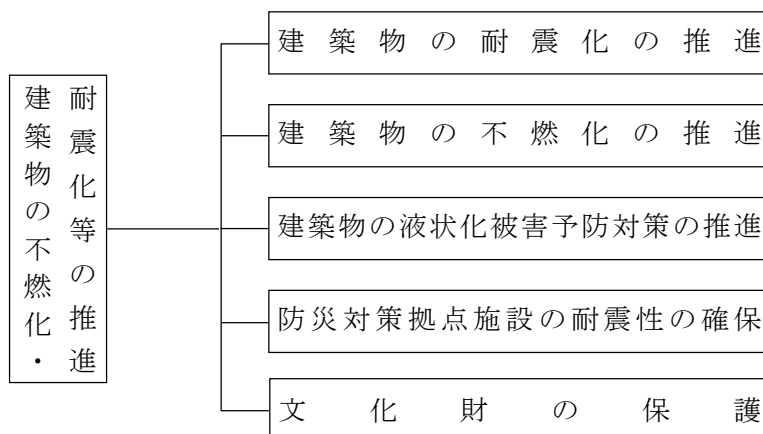 建築物の不燃化・
耐震化等の推進
建築物の耐震化の推進
建築物の不燃化の推進
建築物の液状化被害予防対策の推進
防災対策拠点施設の耐震性の確保
文化財の保護